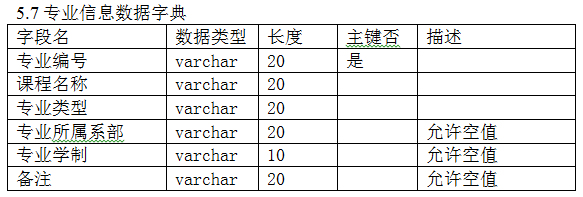 5.7 专业信息数据字典
字段名 数据类型 长度 主键否 描述
专业编号 varchar 20 是
课程名称 varchar 20
专业类型 varchar 20
专业所属系部 varchar 20 允许空值
专业学制 varchar 10 允许空值
备注 varchar 20 允许空值